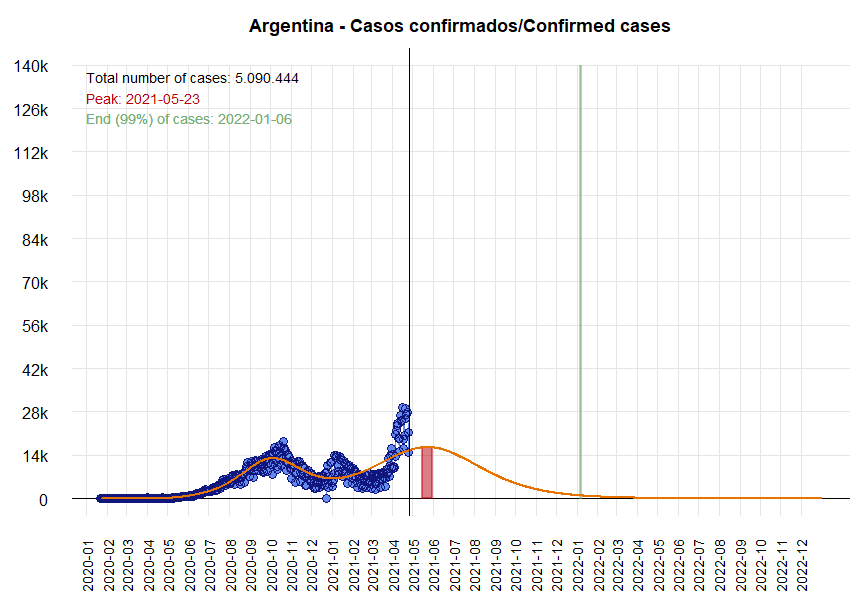 Argentina - Casos confirmados/Confirmed cases
140k
Total number of cases: 5.090.444
Peak: 2021-05-23
126k
End (99%) of cases: 2022-01-06
112k
98k
84k
70k
56k
42k
28k
14k
0
2020-01
2020-02
2020-03
2020-04
2020-05
2020-06
2020-07
2020-08
2020-09
2020-10
2020-11
2020-12
2021-01
2021-02
2021-03
2021-04
2021-05
2021-06
2021-07
2021-08
2021-09
2021-10
2021-11
2021-12
2022-01
2022-02
2022-03
2022-04
2022-05
2022-06
2022-07
2022-08
2022-09
2022-10
2022-11
2022-12